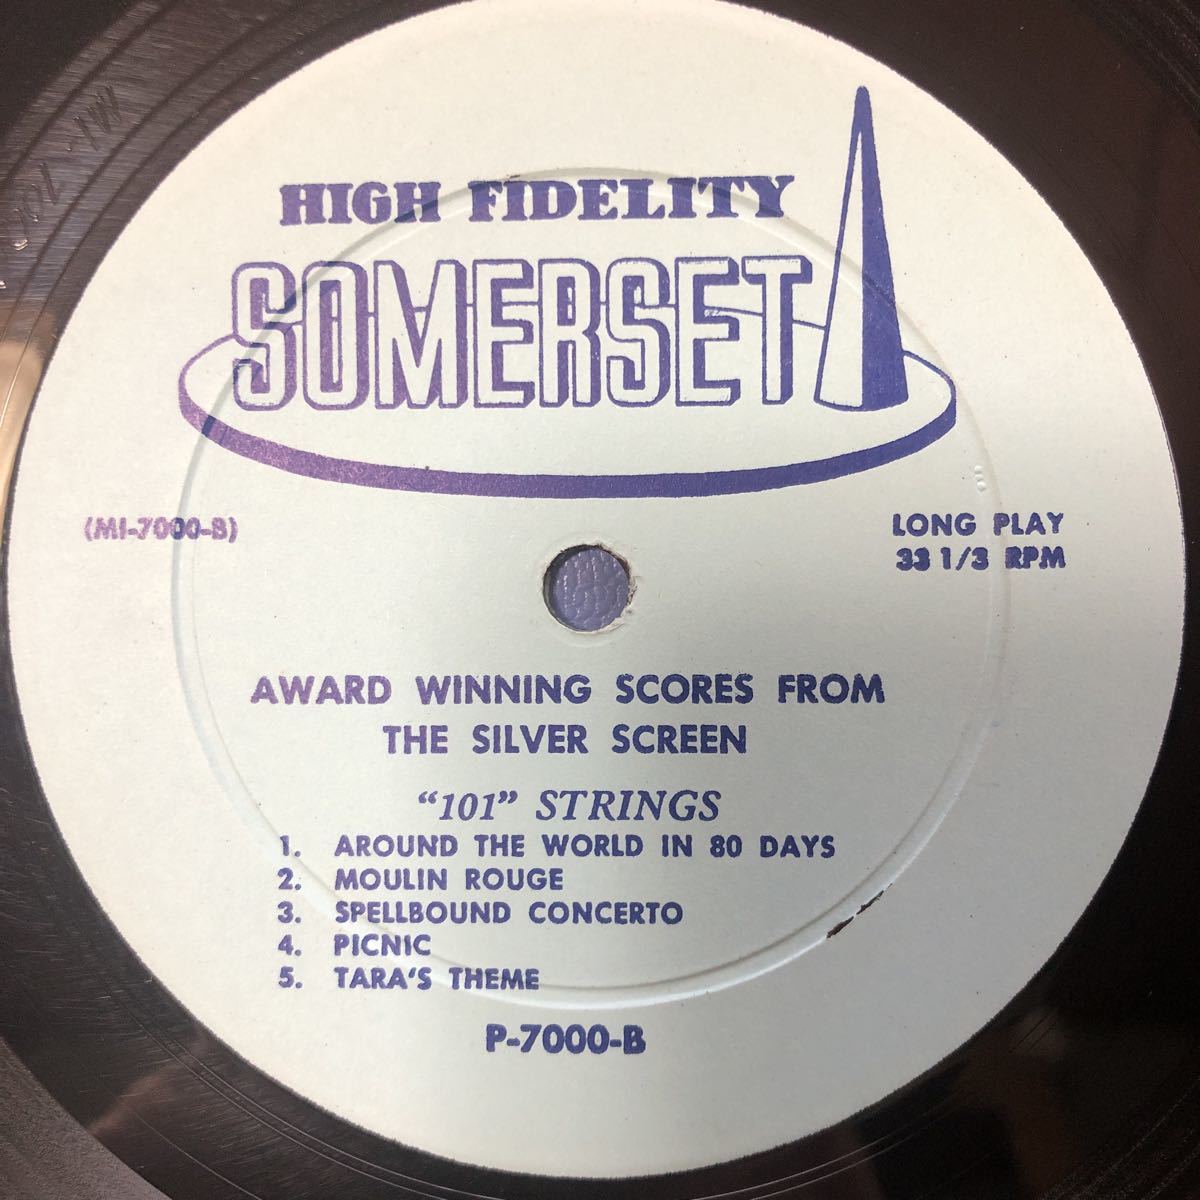 HIGH FIDELITY
SOMERSET
(MI-7000-B)
LONG PLAY
33 1/3 RPM
AWARD WINNING SCORES FROM
THE SILVER SCREEN
"101" STRINGS
1. AROUND THE WORLD IN 80 DAYS
2. MOULIN ROUGE
3. SPELLBOUND CONCERTO
4. PICNIC
5. TARA'S THEME
P-7000-B